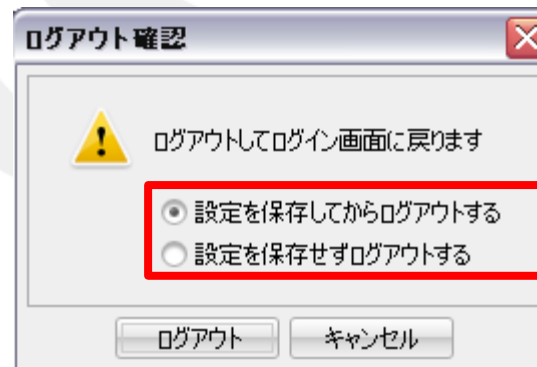 ログアウト確認
ログアウトしてログイン画面に戻ります
設定を保存してからログアウトする
設定を保存せずログアウトする
ログアウト
キャンセル